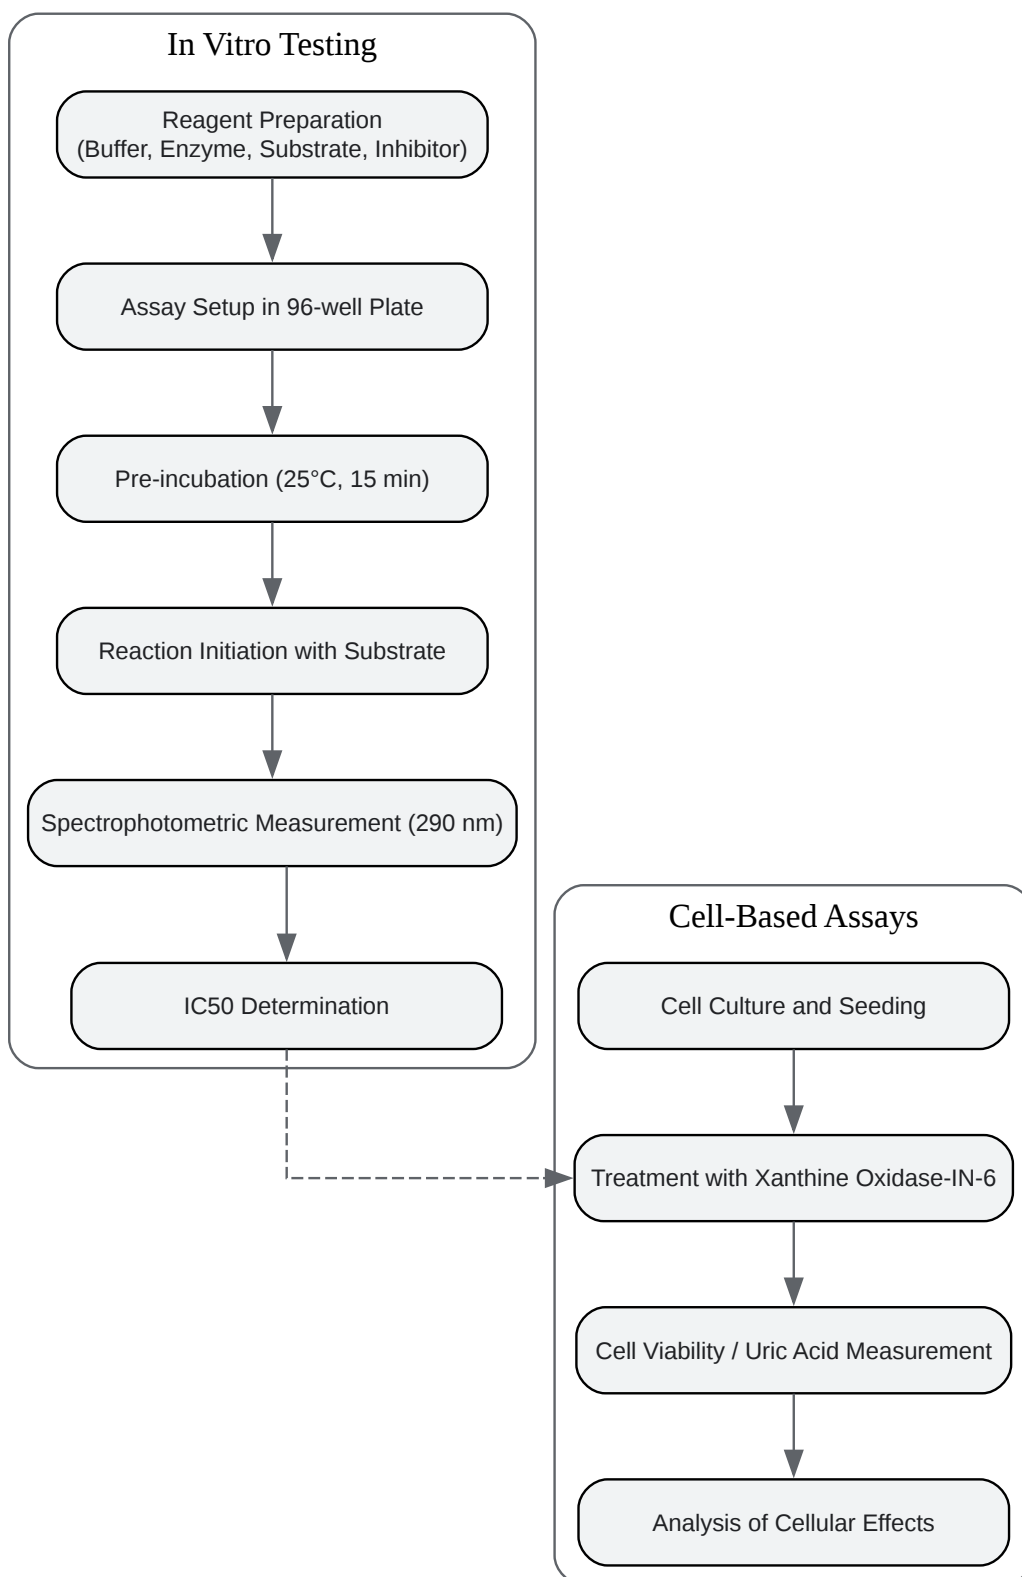 In Vitro Testing
Reagent Preparation
(Buffer, Enzyme, Substrate, Inhibitor)
Assay Setup in 96-well Plate
Pre-incubation (25°C, 15 min)
Reaction Initiation with Substrate
Spectrophotometric Measurement (290 nm)
IC50 Determination
Cell-Based Assays
Cell Culture and Seeding
Treatment with Xanthine Oxidase-IN-6
Cell Viability / Uric Acid Measurement
Analysis of Cellular Effects